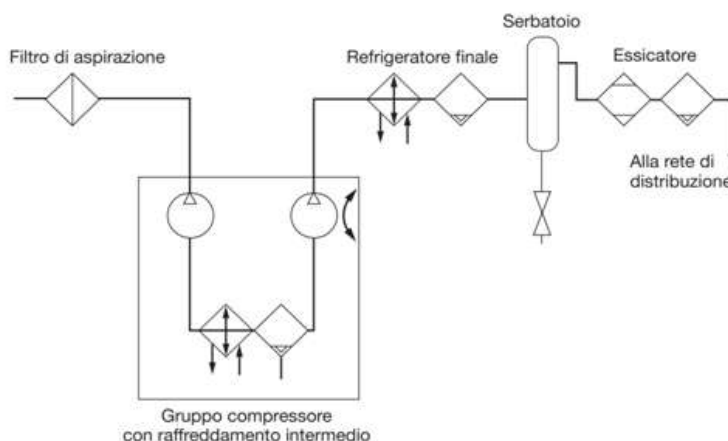 Serbatoio
Filtro di aspirazione
Refrigeratore finale
Essicatore
Alla rete di
distribuzione
Gruppo compressore
con raffreddamento intermedio